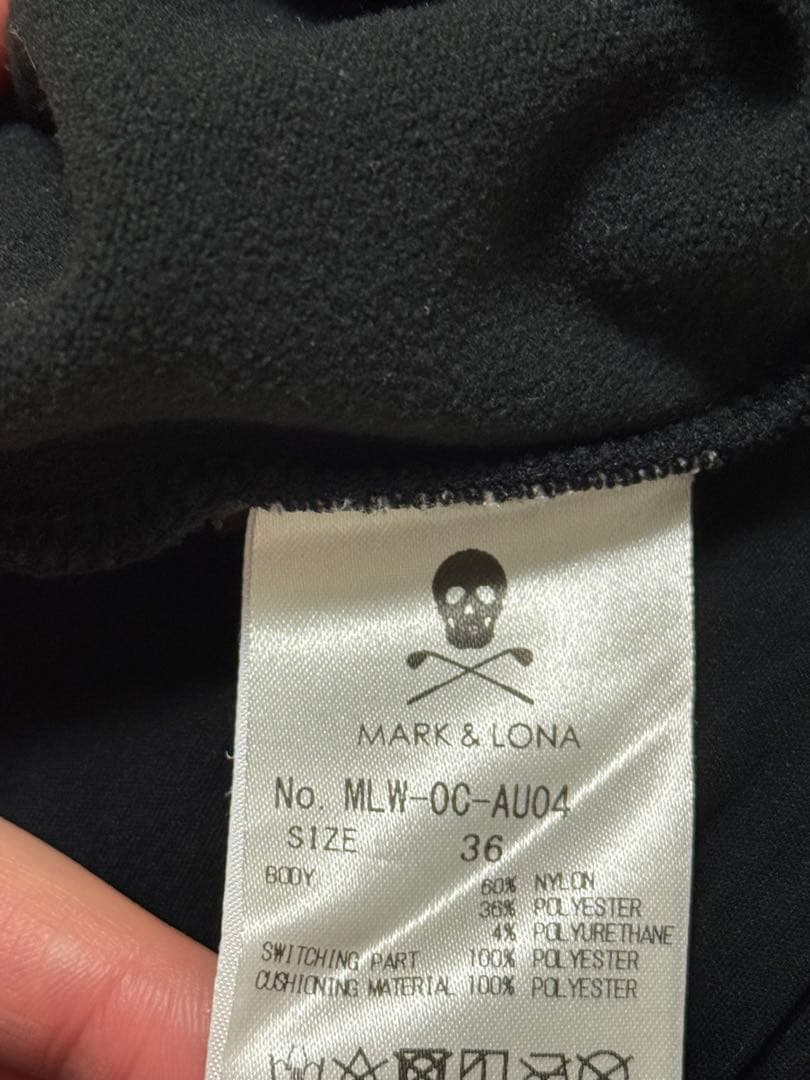 MARK & LONA
No. MLW-OC-AU04
SIZE 36
BODY 60% NYLON
36% POLYESTER
4% POLYURETHANE
SWITCHING PART 100% POLYESTER
CUSHIONING MATERIAL 100% POLYESTER